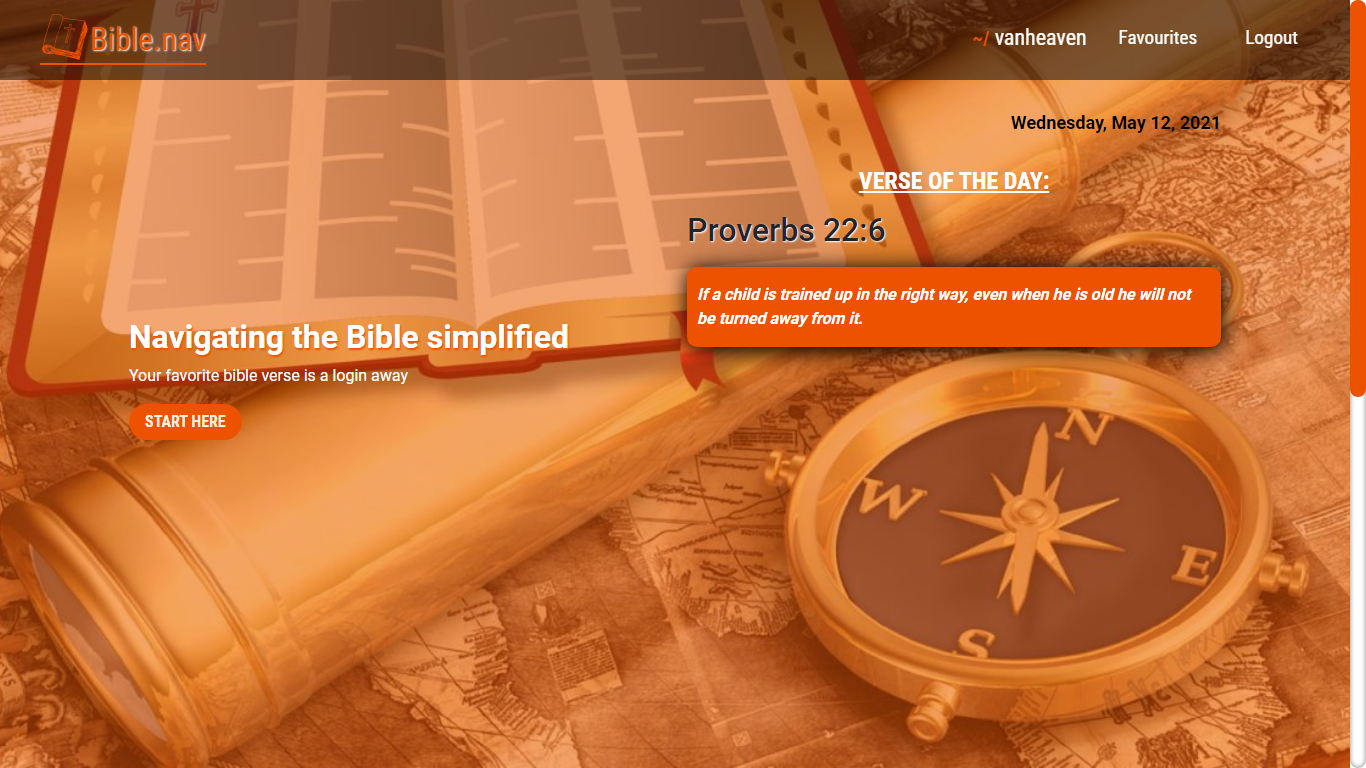 Bible.nav
~/ vanheaven Favourites Logout
Wednesday, May 12, 2021
VERSE OF THE DAY:
Proverbs 22:6
If a child is trained up in the right way, even when he is old he will not
be turned away from it.
Navigating the Bible simplified
Your favorite bible verse is a login away
START HERE
N
W
E
S